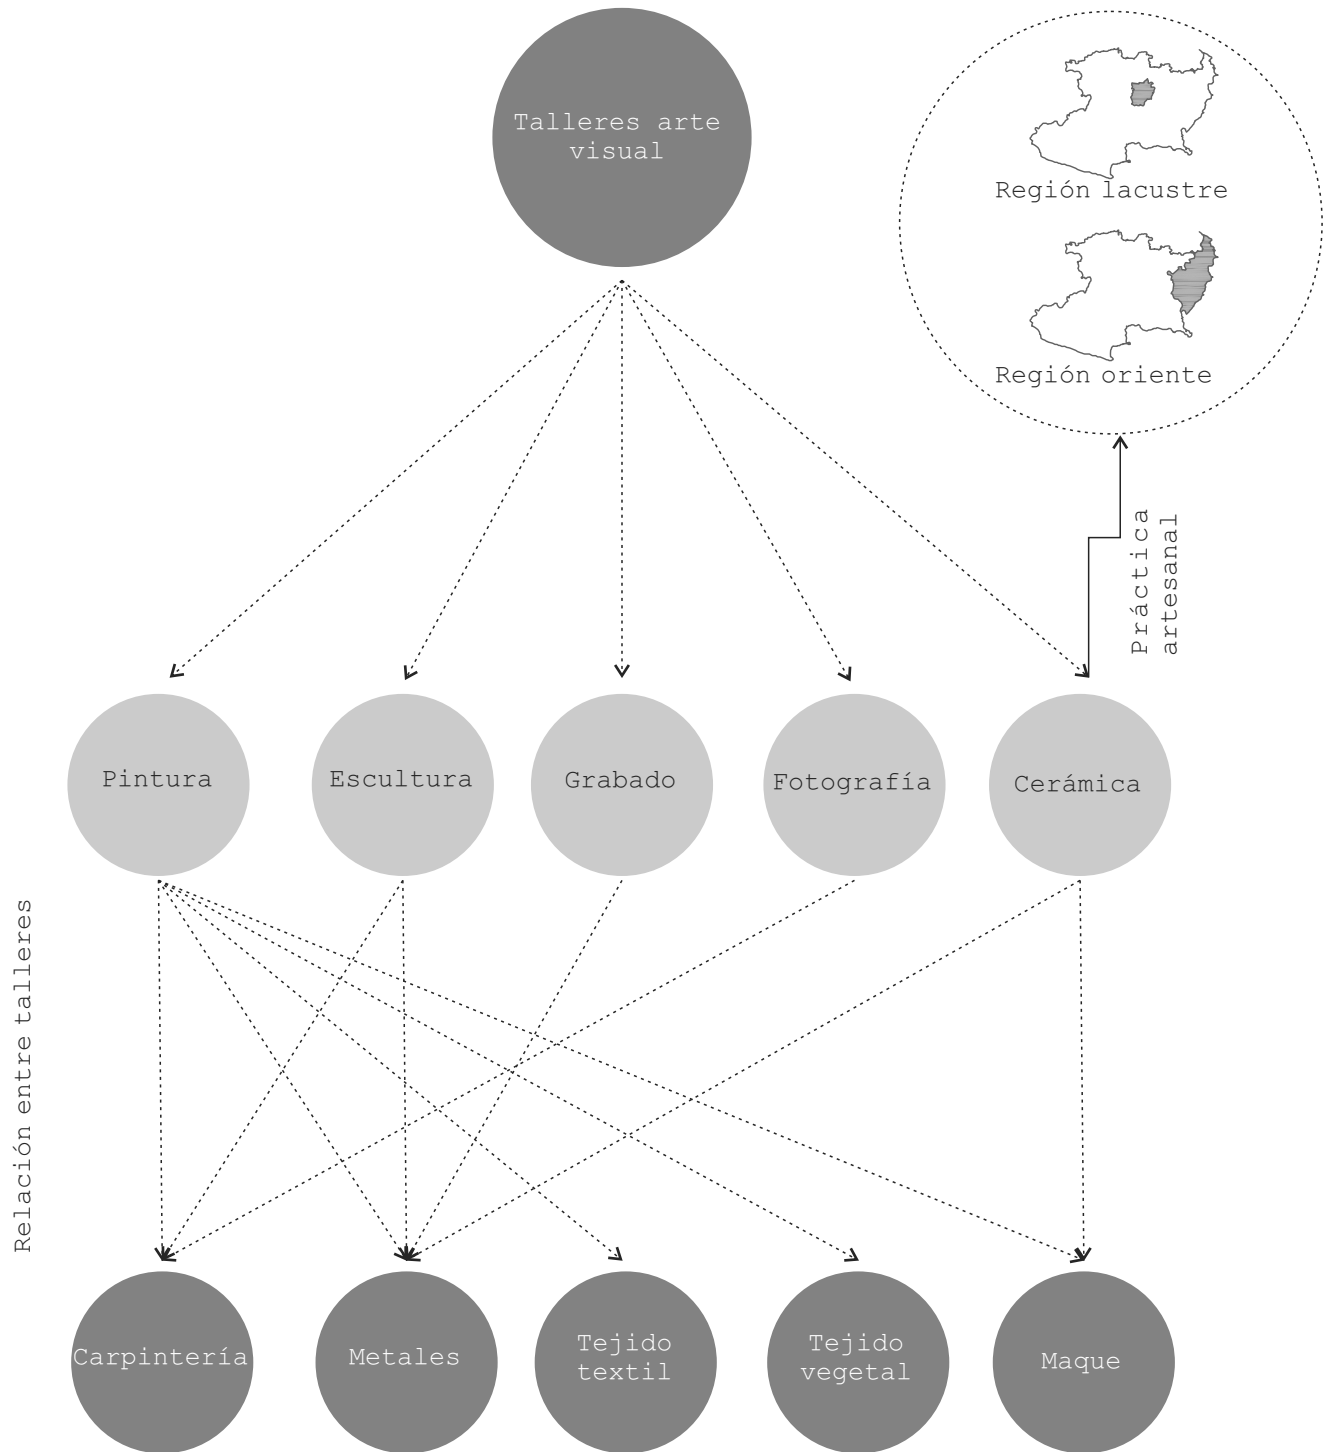 Talleres arte
visual
Región lacustre
Región oriente
Práctica
artesanal
Pintura
Escultura
Grabado
Fotografía
Cerámica
Relación entre talleres
Carpintería
Metales
Tejido
textil
Tejido
vegetal
Maque